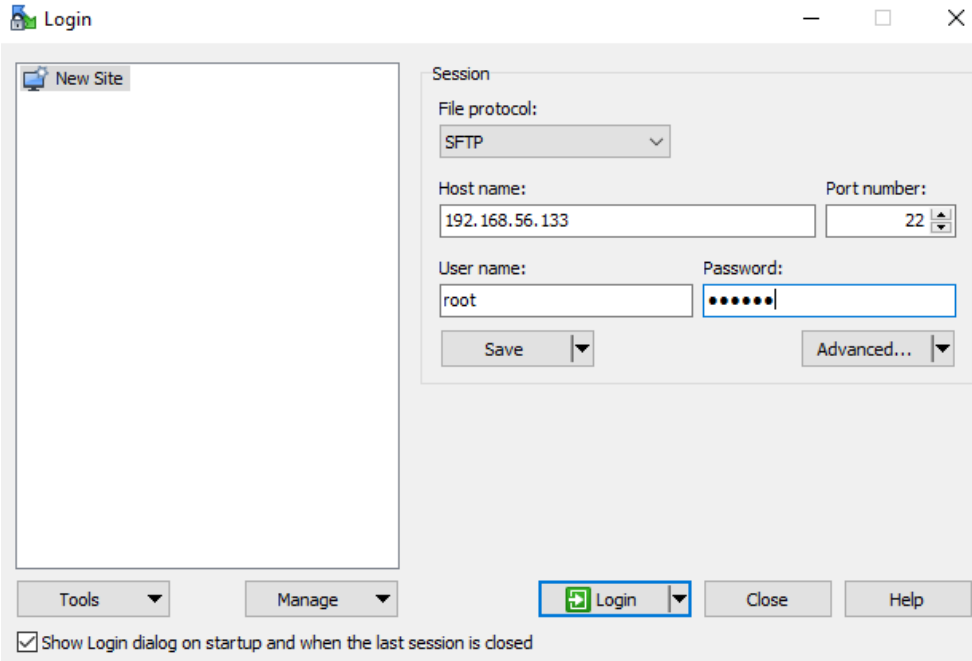 Login
New Site
Session
File protocol:
SFTP
Host name:
Port number:
192.168.56.133
22
User name:
Password:
root
••••••
Save
Advanced...
Tools
Manage
Login
Close
Help
Show Login dialog on startup and when the last session is closed